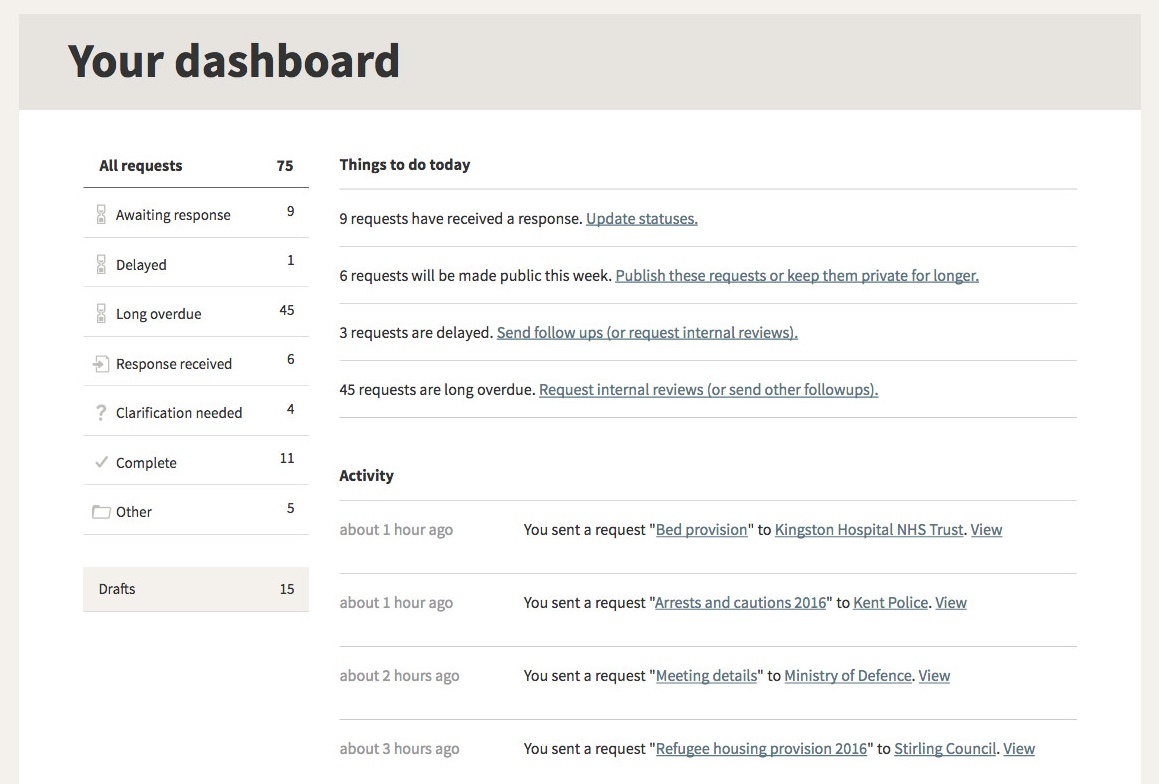 Your dashboard
All requests 75
Awaiting response 9
Delayed 1
Long overdue 45
Response received 6
Clarification needed 4
Complete 11
Other 5
Drafts 15
Things to do today
9 requests have received a response. Update statuses.
6 requests will be made public this week. Publish these requests or keep them private for longer.
3 requests are delayed. Send follow ups (or request internal reviews).
45 requests are long overdue. Request internal reviews (or send other followups).
Activity
about 1 hour ago You sent a request "Bed provision" to Kingston Hospital NHS Trust. View
about 1 hour ago You sent a request "Arrests and cautions 2016" to Kent Police. View
about 2 hours ago You sent a request "Meeting details" to Ministry of Defence. View
about 3 hours ago You sent a request "Refugee housing provision 2016" to Stirling Council. View